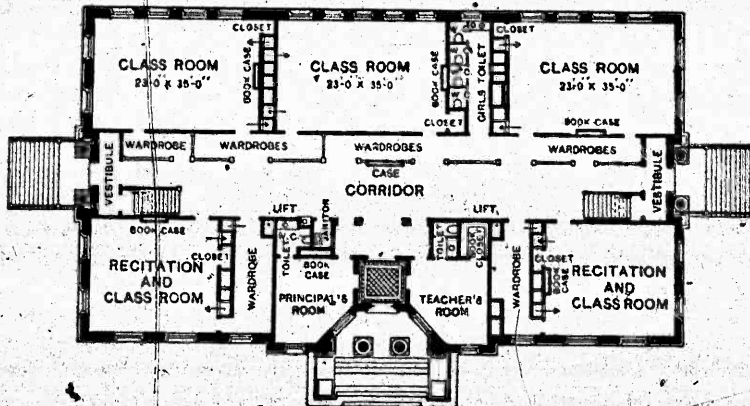 CLOSET
CLASS ROOM
23'-0" X 35'-0"
BOOK CASE
CLASS ROOM
23'-0" X 35'-0"
BOOK CASE
CLOSET
GIRLS TOILET
CLOSET
CLASS ROOM
23'-0" X 35'-0"
BOOK CASE
WARDROBE
WARDROBES
WARDROBES
WARDROBES
CASE
CORRIDOR
VESTIBULE
VESTIBULE
BOOK CASE
LIFT
JANITOR
TOILET
LIFT
TOILET
BOOK
CLOSET
RECITATION
AND
CLASS ROOM
CLOSET
WARDROBE
BOOK
CASE
PRINCIPAL'S
ROOM
TEACHER'S
ROOM
WARDROBE
CLOSET
BOOK
CASE
RECITATION
AND
CLASS ROOM